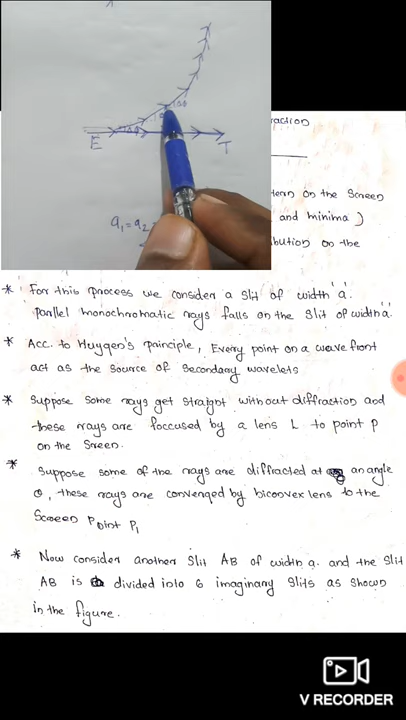 δθ
δθ
E
T
a₁ = a₂
raction
tern on the Screen
and minima )
bution on the
* For this process we consider a slit of width 'a'.
parallel monochromatic rays falls on the slit of width 'a'.
* Acc. to Huygen's principle, Every point on a wave front
act as the source of secondary wavelets
* Suppose some rays get straight without diffraction and
these rays are foccused by a lens L to point p
on the Sreen.
* Suppose some of the rays are diffracted at an angle
θ, these rays are convenged by biconvex lens to the
Screen Point P₁
* Now consider another Slit AB of width a. and the Slit
AB is divided into 6 imaginary Slits as shown
in the figure.
V RECORDER